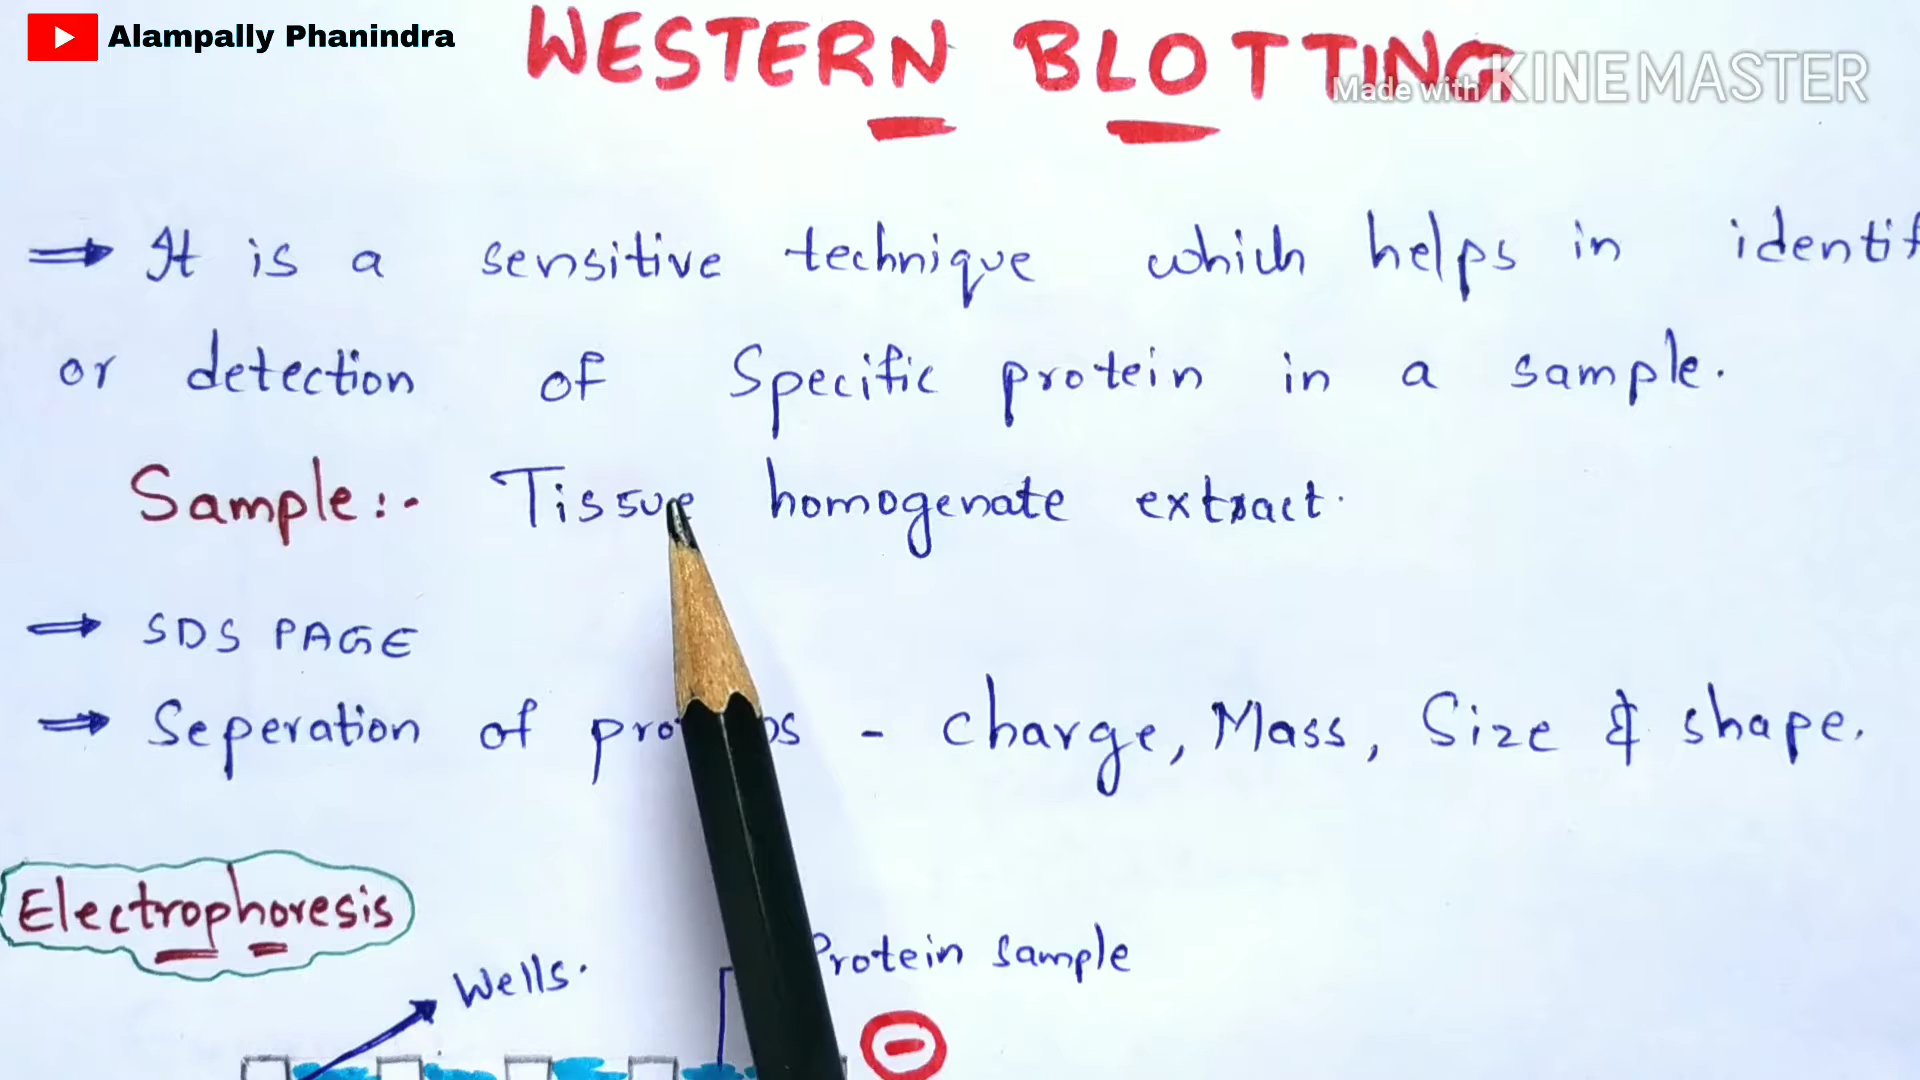 Alampally Phanindra
WESTERN BLOTTING
Made with KINEMASTER
⇒ It is a sensitive technique which helps in identif
or detection of Specific protein in a sample.
Sample:- Tissue homogenate extract.
→ SDS PAGE
⇒ Seperation of - charge, Mass, Size & shape.
Electrophoresis
Wells.
Protein sample